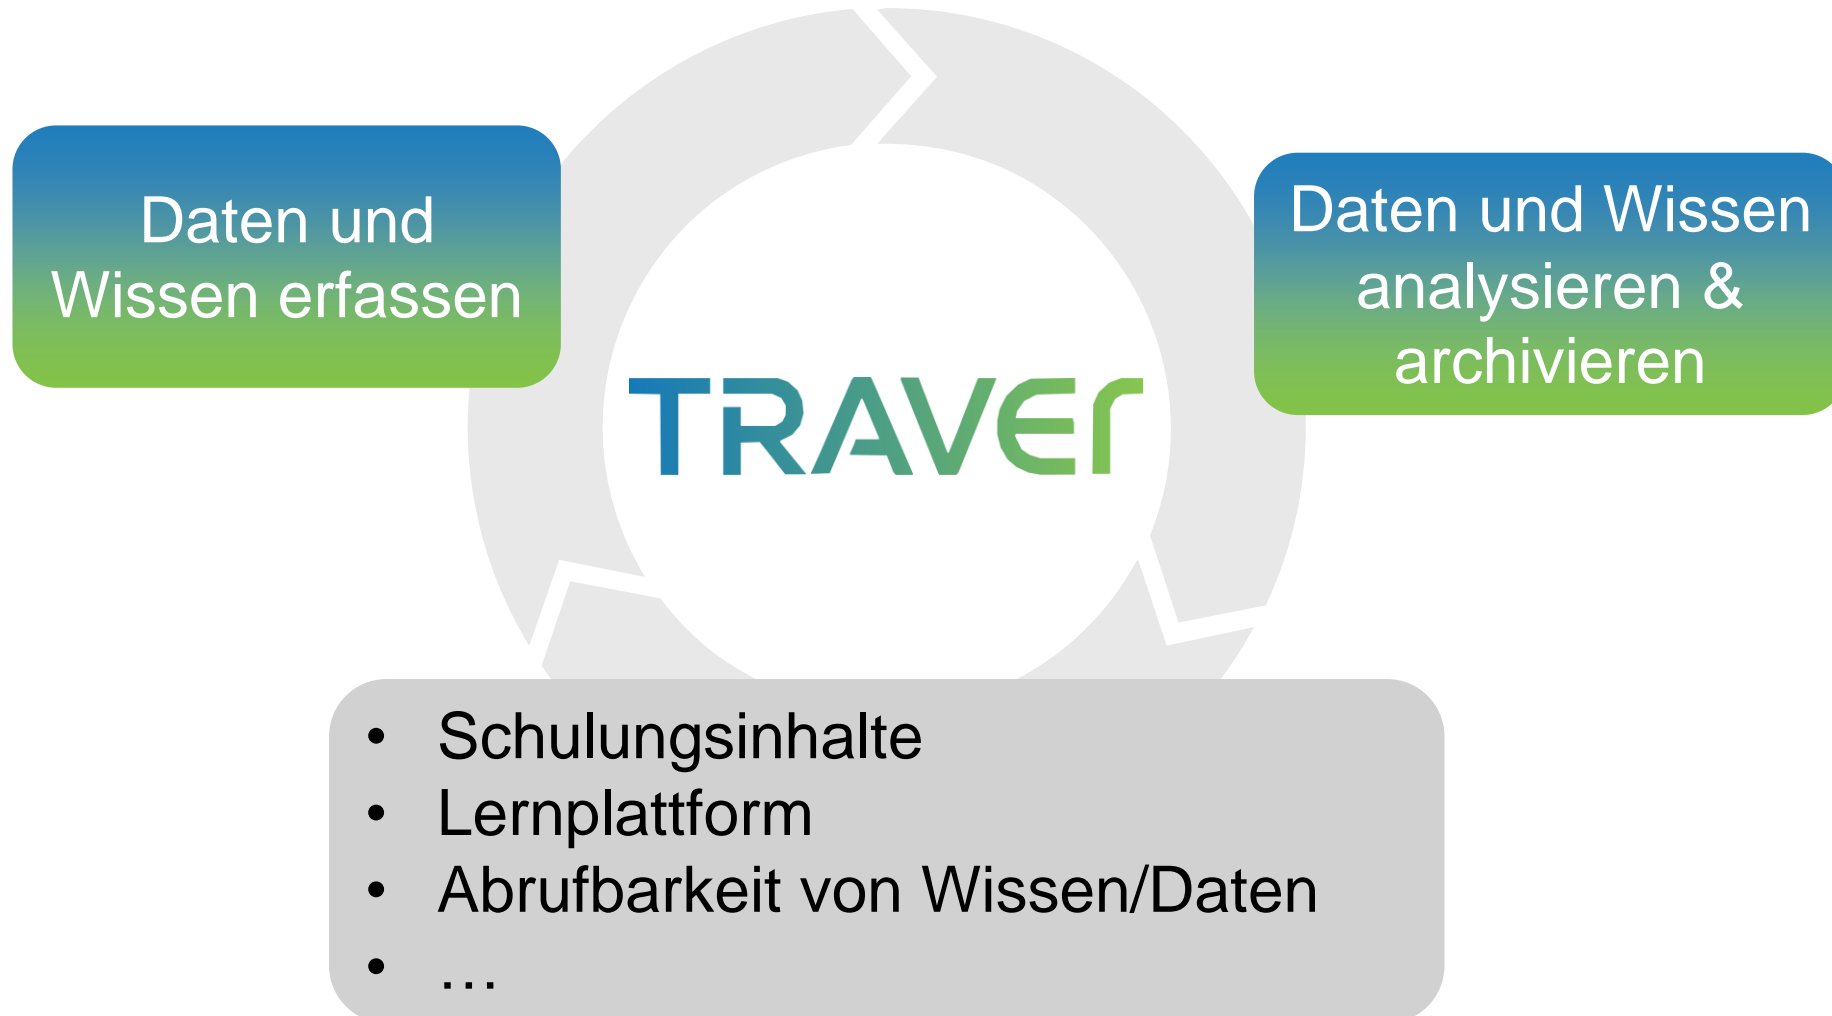 Daten und
Wissen erfassen
Daten und Wissen
analysieren &
archivieren
TRAVEr
• Schulungsinhalte
• Lernplattform
• Abrufbarkeit von Wissen/Daten
• …